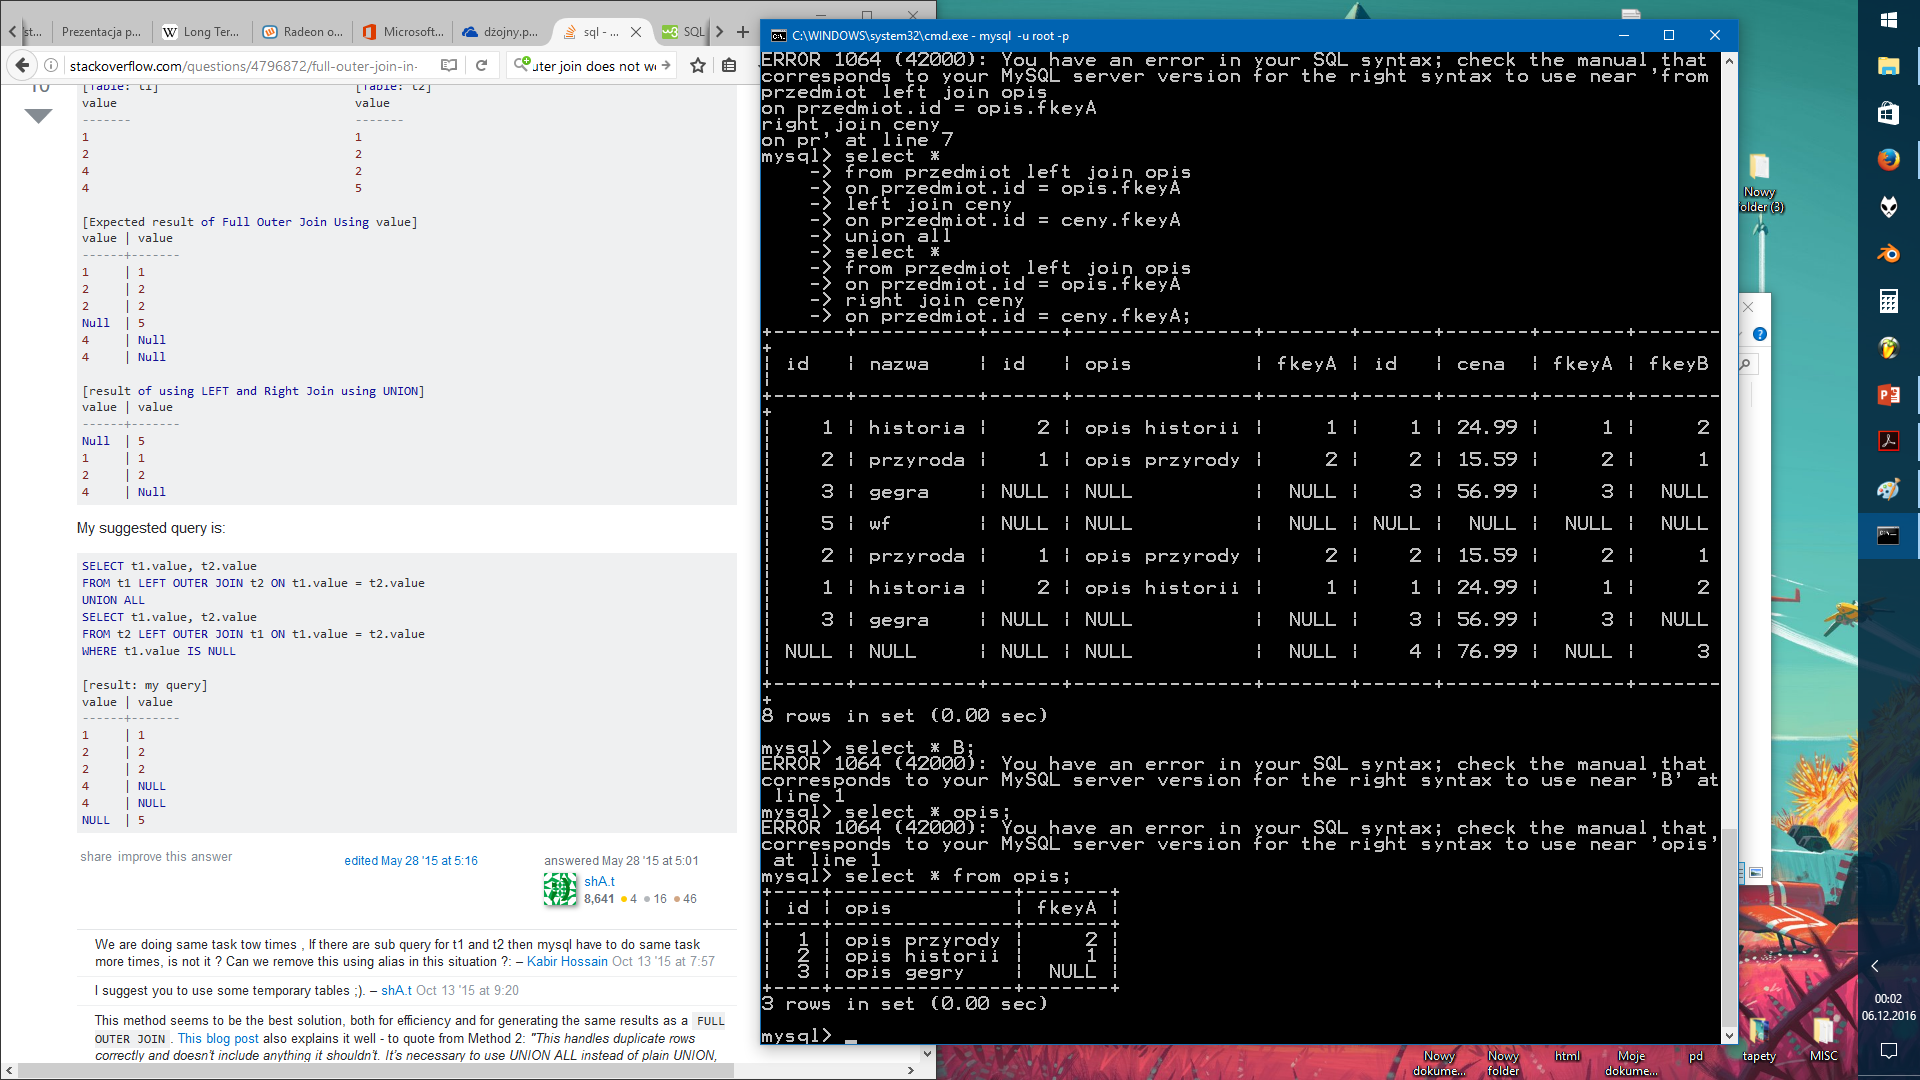 st...
Prezentacja p...
Long Ter...
Radeon o...
Microsoft...
dżojny.p...
sql - ...
SQL
stackoverflow.com/questions/4796872/full-outer-join-in-
uter join does not w
[Table: t1] [Table: t2]
value value
------- -------
1 1
2 2
4 2
4 5
[Expected result of Full Outer Join Using value]
value | value
------+-------
1 | 1
2 | 2
2 | 2
Null | 5
4 | Null
4 | Null
[result of using LEFT and Right Join using UNION]
value | value
------+-------
Null | 5
1 | 1
2 | 2
4 | Null
My suggested query is:
SELECT t1.value, t2.value
FROM t1 LEFT OUTER JOIN t2 ON t1.value = t2.value
UNION ALL
SELECT t1.value, t2.value
FROM t2 LEFT OUTER JOIN t1 ON t1.value = t2.value
WHERE t1.value IS NULL
[result: my query]
value | value
------+-------
1 | 1
2 | 2
2 | 2
4 | NULL
4 | NULL
NULL | 5
share improve this answer
edited May 28 '15 at 5:16
answered May 28 '15 at 5:01
shA.t
8,641 4 16 46
We are doing same task tow times , If there are sub query for t1 and t2 then mysql have to do same task
more times, is not it ? Can we remove this using alias in this situation ?: – Kabir Hossain Oct 13 '15 at 7:57
I suggest you to use some temporary tables ;). – shA.t Oct 13 '15 at 9:20
This method seems to be the best solution, both for efficiency and for generating the same results as a FULL
OUTER JOIN . This blog post also explains it well - to quote from Method 2: "This handles duplicate rows
correctly and doesn't include anything it shouldn't. It's necessary to use UNION ALL instead of plain UNION,
C:\WINDOWS\system32\cmd.exe - mysql -u root -p
ERROR 1064 (42000): You have an error in your SQL syntax; check the manual that
corresponds to your MySQL server version for the right syntax to use near 'from
przedmiot left join opis
on przedmiot.id = opis.fkeyA
right join ceny
on pr' at line 7
mysql> select *
-> from przedmiot left join opis
-> on przedmiot.id = opis.fkeyA
-> left join ceny
-> on przedmiot.id = ceny.fkeyA
-> union all
-> select *
-> from przedmiot left join opis
-> on przedmiot.id = opis.fkeyA
-> right join ceny
-> on przedmiot.id = ceny.fkeyA;
+------+----------+------+----------------+-------+------+-------+-------+-------
+
| id | nazwa | id | opis | fkeyA | id | cena | fkeyA | fkeyB
|
+------+----------+------+----------------+-------+------+-------+-------+-------
+
| 1 | historia | 2 | opis historii | 1 | 1 | 24.99 | 1 | 2
|
| 2 | przyroda | 1 | opis przyrody | 2 | 2 | 15.59 | 2 | 1
|
| 3 | gegra | NULL | NULL | NULL | 3 | 56.99 | 3 | NULL
|
| 5 | wf | NULL | NULL | NULL | NULL | NULL | NULL | NULL
|
| 2 | przyroda | 1 | opis przyrody | 2 | 2 | 15.59 | 2 | 1
|
| 1 | historia | 2 | opis historii | 1 | 1 | 24.99 | 1 | 2
|
| 3 | gegra | NULL | NULL | NULL | 3 | 56.99 | 3 | NULL
|
| NULL | NULL | NULL | NULL | NULL | 4 | 76.99 | NULL | 3
|
+------+----------+------+----------------+-------+------+-------+-------+-------
+
8 rows in set (0.00 sec)
mysql> select * B;
ERROR 1064 (42000): You have an error in your SQL syntax; check the manual that
corresponds to your MySQL server version for the right syntax to use near 'B' at
line 1
mysql> select * opis;
ERROR 1064 (42000): You have an error in your SQL syntax; check the manual that
corresponds to your MySQL server version for the right syntax to use near 'opis'
at line 1
mysql> select * from opis;
+----+---------------+-------+
| id | opis | fkeyA |
+----+---------------+-------+
| 1 | opis przyrody | 2 |
| 2 | opis historii | 1 |
| 3 | opis gegry | NULL |
+----+---------------+-------+
3 rows in set (0.00 sec)
mysql> _
Nowy
folder (3)
Nowy
dokume...
Nowy
folder
html
Moje
dokume...
pd
tapety
MISC
00:02
06.12.2016